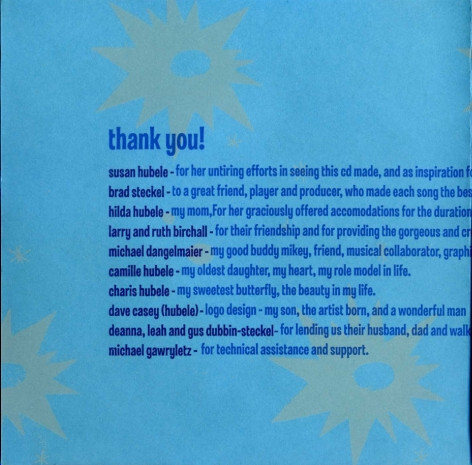 thank you!
susan hubele - for her untiring efforts in seeing this cd made, and as inspiration
brad steckel - to a great friend, player and producer, who made each song the
hilda hubele - my mom,For her graciously offered accomodations for the duration
larry and ruth birchall - for their friendship and for providing the gorgeous and
michael dangelmaier - my good buddy mikey, friend, musical collaborator,
camille hubele - my oldest daughter, my heart, my role model in life.
charis hubele - my sweetest butterfly, the beauty in my life.
dave casey (hubele)- logo design - my son, the artist born, and a wonderful man
deanna, leah and gus dubbin-steckel- for lending us their husband, dad and
michael gawryletz - for technical assistance and support.